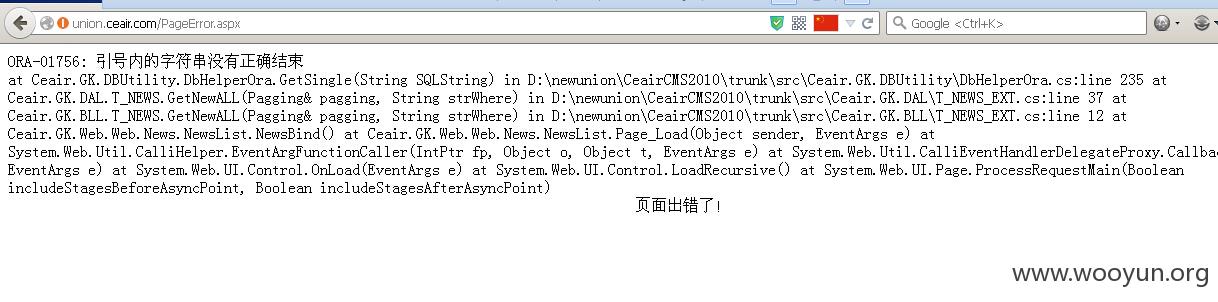 union.ceair.com/PageError.aspx
Google <Ctrl+K>
ORA-01756: 引号内的字符串没有正确结束
at Ceair.GK.DBUtility.DbHelperOra.GetSingle(String SQLString) in D:\newunion\CeairCMS2010\trunk\src\Ceair.GK.DBUtility\DbHelperOra.cs:line 235 at
Ceair.GK.DAL.T_NEWS.GetNewALL(Pagging& pagging, String strWhere) in D:\newunion\CeairCMS2010\trunk\src\Ceair.GK.DAL\T_NEWS_EXT.cs:line 37 at
Ceair.GK.BLL.T_NEWS.GetNewALL(Pagging& pagging, String strWhere) in D:\newunion\CeairCMS2010\trunk\src\Ceair.GK.BLL\T_NEWS_EXT.cs:line 12 at
Ceair.GK.Web.Web.News.NewsList.NewsBind() at Ceair.GK.Web.Web.News.NewsList.Page_Load(Object sender, EventArgs e) at
System.Web.Util.CalliHelper.EventArgFunctionCaller(IntPtr fp, Object o, Object t, EventArgs e) at System.Web.Util.CalliEventHandlerDelegateProxy.Callba
EventArgs e) at System.Web.UI.Control.OnLoad(EventArgs e) at System.Web.UI.Control.LoadRecursive() at System.Web.UI.Page.ProcessRequestMain(Boolean
includeStagesBeforeAsyncPoint, Boolean includeStagesAfterAsyncPoint)
页面出错了!
www.wooyun.org